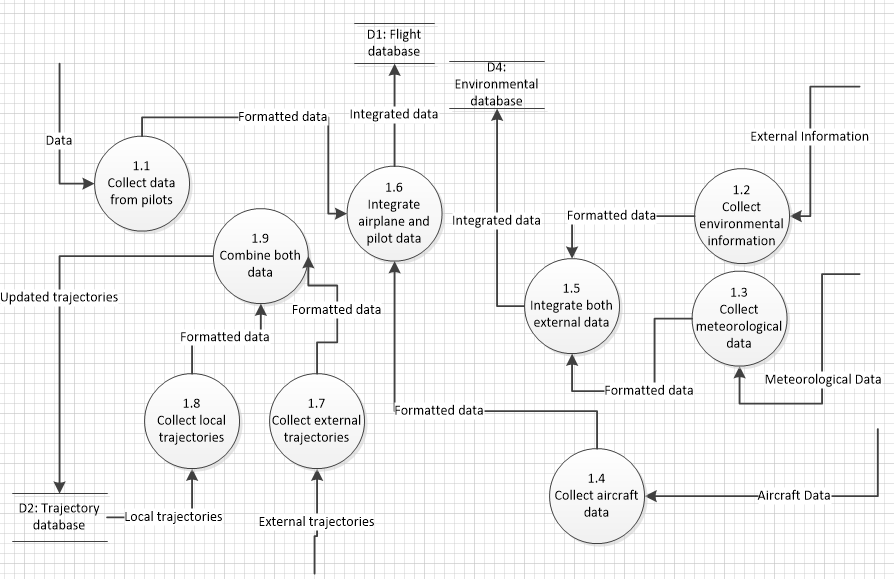 D1: Flight
database
D4:
Environmental
database
Formatted data
Integrated data
Data
External Information
1.1
Collect data
from pilots
1.6
Integrate
airplane and
pilot data
1.2
Collect
environmental
information
Formatted data
Integrated data
1.9
Combine both
data
1.5
Integrate both
external data
1.3
Collect
meteorological
data
Updated trajectories
Formatted data
Formatted data
Meteorological Data
Formatted data
1.8
Collect local
trajectories
1.7
Collect external
trajectories
Formatted data
1.4
Collect aircraft
data
Aircraft Data
D2: Trajectory
database
Local trajectories
External trajectories